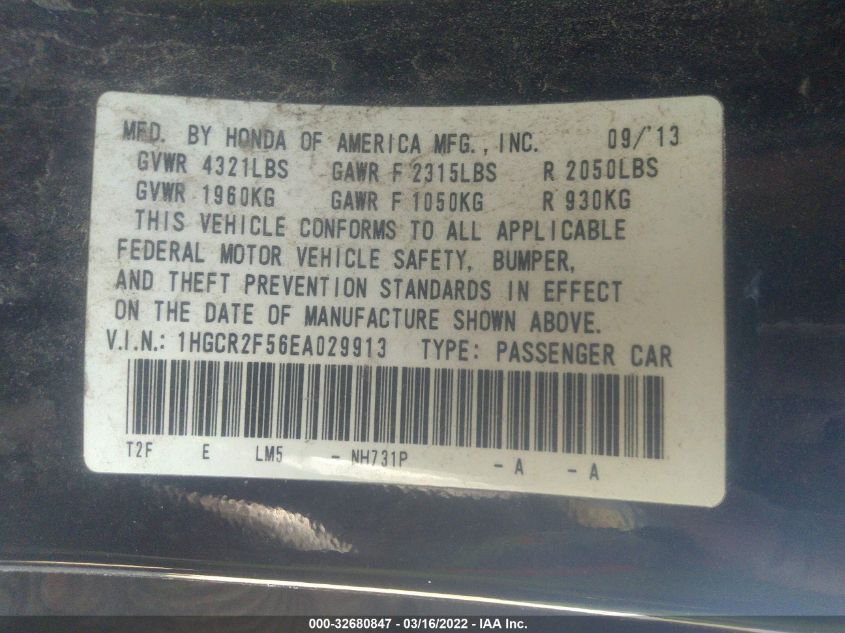 MFD. BY HONDA OF AMERICA MFG., INC. 09/'13
GVWR 4321LBS GAWR F 2315LBS R 2050LBS
GVWR 1960KG GAWR F 1050KG R 930KG
THIS VEHICLE CONFORMS TO ALL APPLICABLE
FEDERAL MOTOR VEHICLE SAFETY, BUMPER,
AND THEFT PREVENTION STANDARDS IN EFFECT
ON THE DATE OF MANUFACTURE SHOWN ABOVE.
V.I.N.: 1HGCR2F56EA029913 TYPE: PASSENGER CAR
T2F E LM5 - NH731P - A - A
000-32680847 - 03/16/2022 - IAA Inc.